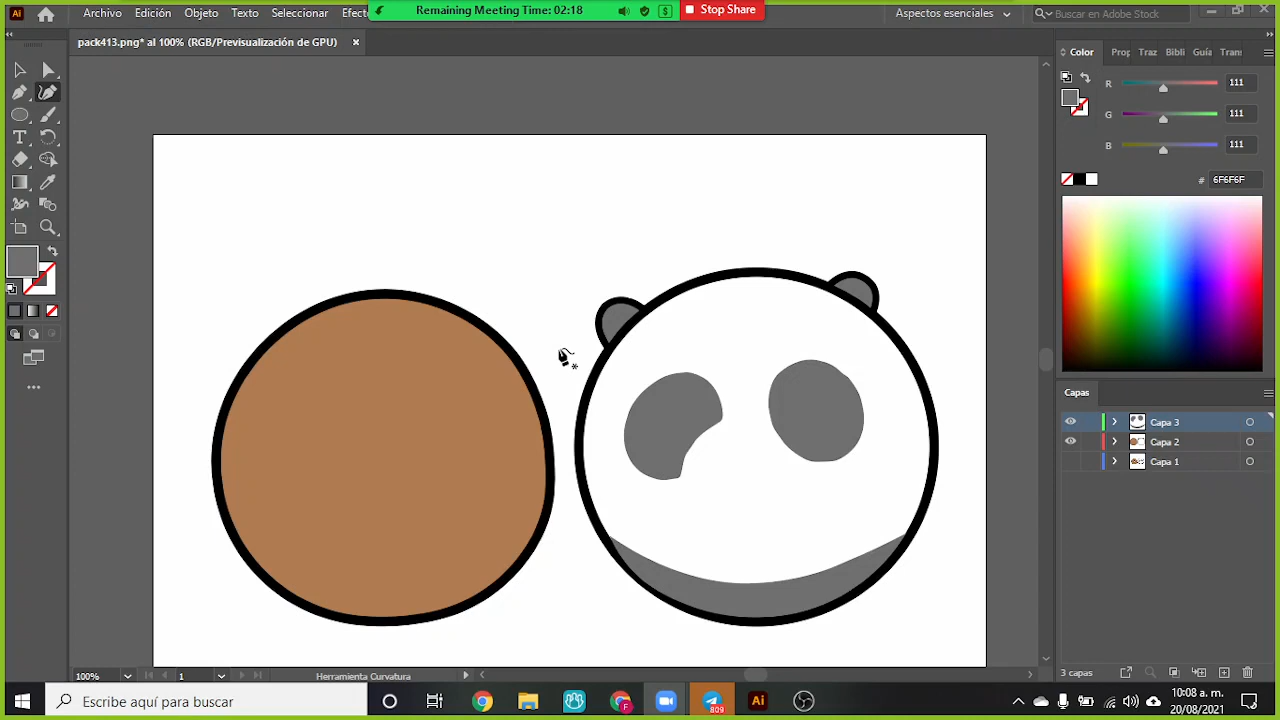 Remaining Meeting Time: 02:18
$
Stop Share
Ai
Archivo
Edición
Objeto
Texto
Seleccionar
Efect
Aspectos esenciales
Buscar en Adobe Stock
pack413.png* al 100% (RGB/Previsualización de GPU)
Color
Prop
Traz
Bibli
Guía
Tran
R
111
G
111
B
111
#
6F6F6F
Capas
Capa 3
Capa 2
Capa 1
3 capas
100%
1
Herramienta Curvatura
Escribe aquí para buscar
F
809
Ai
10:08 a. m.
20/08/2021